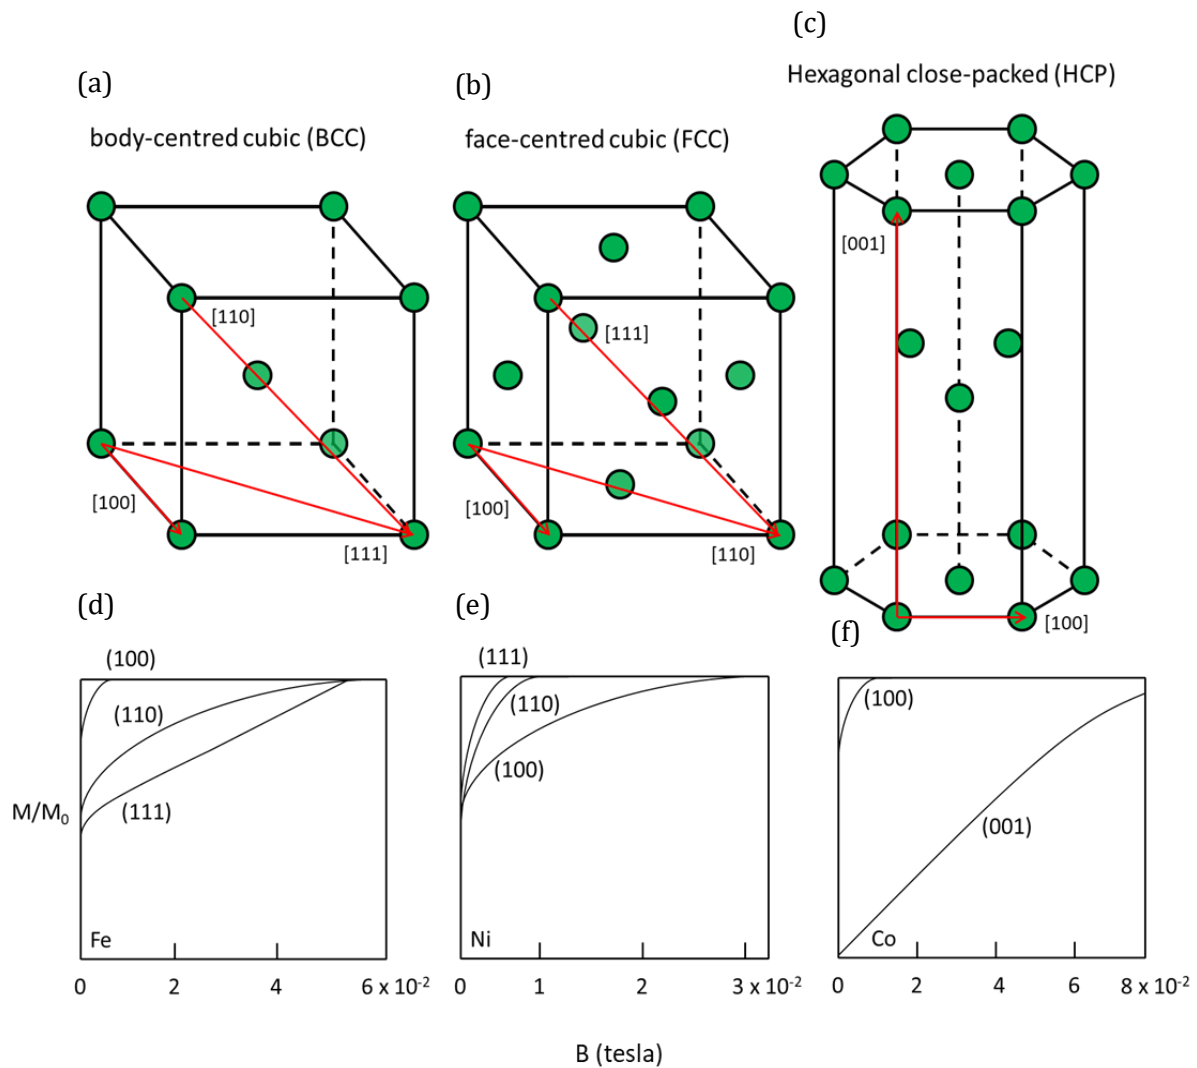 (a)
body-centred cubic (BCC)
[110]
[100]
[111]
(b)
face-centred cubic (FCC)
[111]
[100]
[110]
(c)
Hexagonal close-packed (HCP)
[001]
[100]
(d)
(100)
(110)
(111)
M/M₀
Fe
0 2 4 6 x 10⁻²
(e)
(111)
(110)
(100)
Ni
0 1 2 3 x 10⁻²
(f)
(100)
(001)
Co
0 2 4 6 8 x 10⁻²
B (tesla)